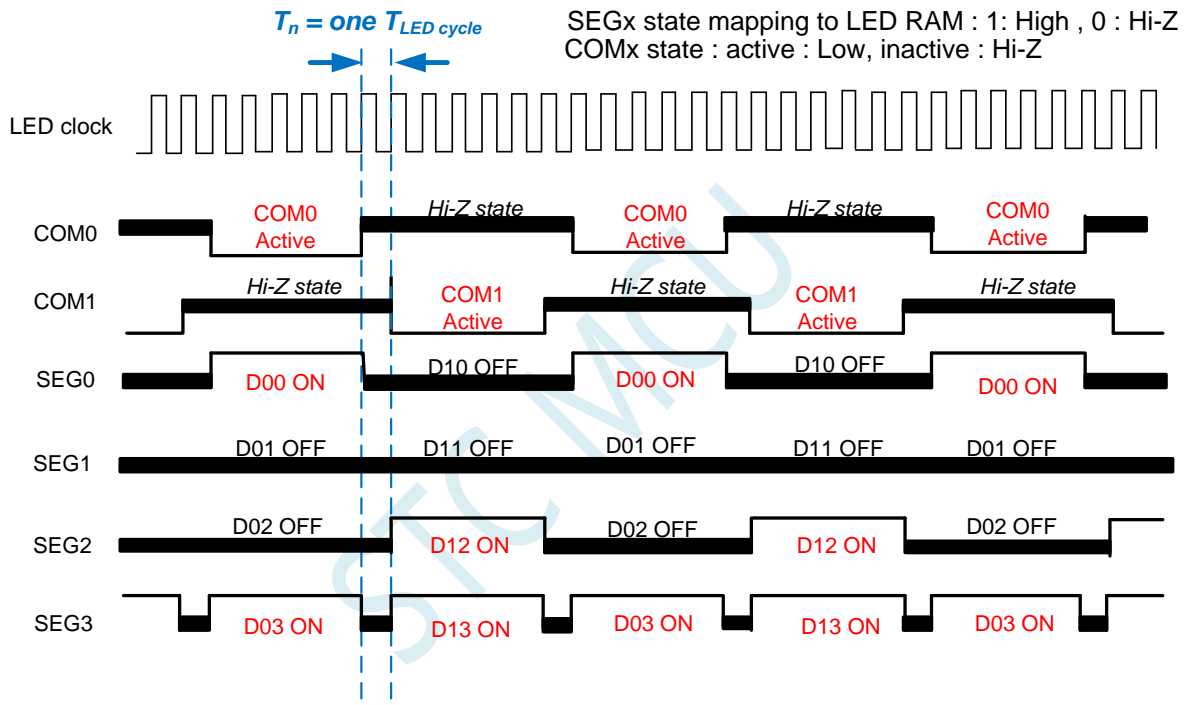 Tn = one TLED cycle
SEGx state mapping to LED RAM : 1: High , 0 : Hi-Z
COMx state : active : Low, inactive : Hi-Z
LED clock
COM0
COM0 Active
Hi-Z state
COM0 Active
Hi-Z state
COM0 Active
COM1
Hi-Z state
COM1 Active
Hi-Z state
COM1 Active
Hi-Z state
SEG0
D00 ON
D10 OFF
D00 ON
D10 OFF
D00 ON
SEG1
D01 OFF
D11 OFF
D01 OFF
D11 OFF
D01 OFF
SEG2
D02 OFF
D12 ON
D02 OFF
D12 ON
D02 OFF
SEG3
D03 ON
D13 ON
D03 ON
D13 ON
D03 ON
STC MCU